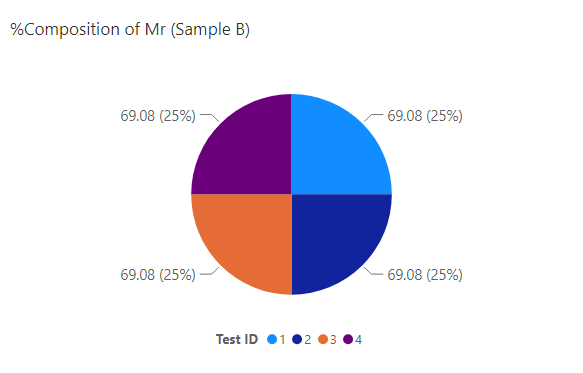 %Composition of Mr (Sample B)
69.08 (25%)
69.08 (25%)
69.08 (25%)
69.08 (25%)
Test ID 1 2 3 4